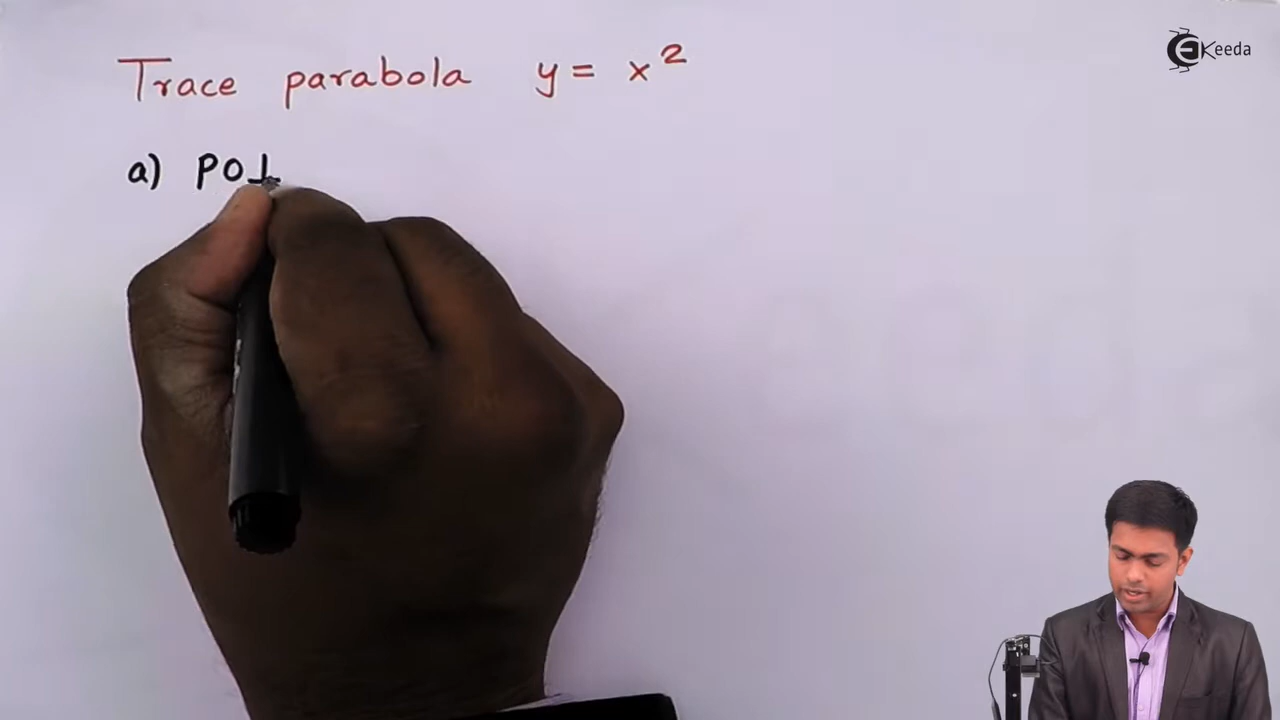 Trace parabola y = x²
a) POI
Ekeeda